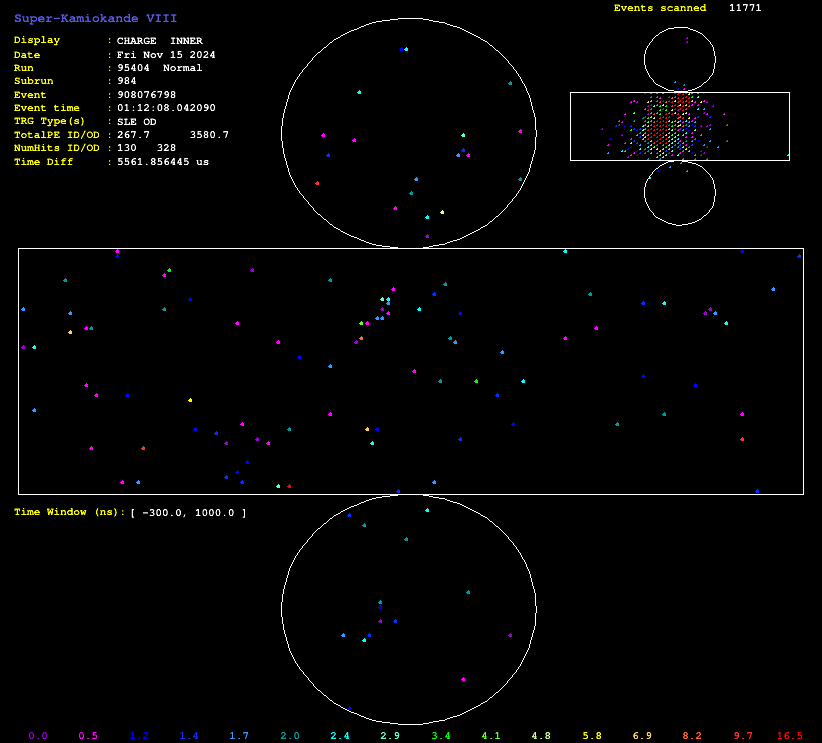 Super-Kamiokande VIII
Events scanned 11771
Display : CHARGE INNER
Date : Fri Nov 15 2024
Run : 95404 Normal
Subrun : 984
Event : 908076798
Event time : 01:12:08.042090
TRG Type(s) : SLE OD
TotalPE ID/OD : 267.7 3580.7
NumHits ID/OD : 130 328
Time Diff : 5561.856445 us
Time Window (ns): [ -300.0, 1000.0 ]
0.0 0.5 1.2 1.4 1.7 2.0 2.4 2.9 3.4 4.1 4.8 5.8 6.9 8.2 9.7 16.5